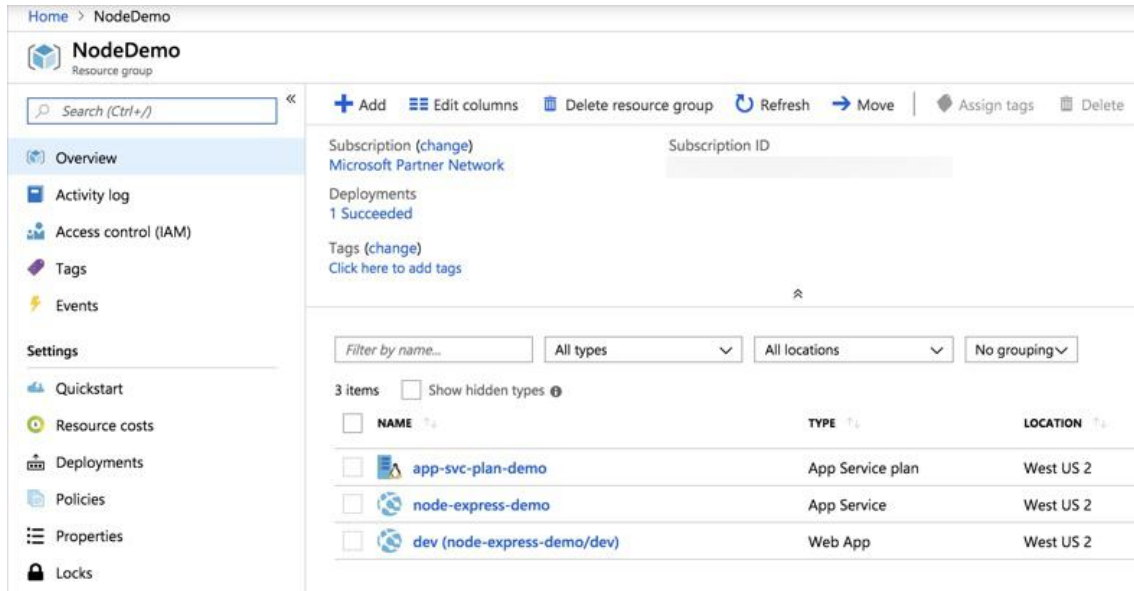 Home > NodeDemo
NodeDemo
Resource group
Search (Ctrl+/)
«
Overview
Activity log
Access control (IAM)
Tags
Events
Settings
Quickstart
Resource costs
Deployments
Policies
Properties
Locks
Add Edit columns Delete resource group Refresh Move Assign tags Delete
Subscription (change) Subscription ID
Microsoft Partner Network
Deployments
1 Succeeded
Tags (change)
Click here to add tags
Filter by name... All types All locations No grouping
3 items Show hidden types
NAME TYPE LOCATION
app-svc-plan-demo App Service plan West US 2
node-express-demo App Service West US 2
dev (node-express-demo/dev) Web App West US 2